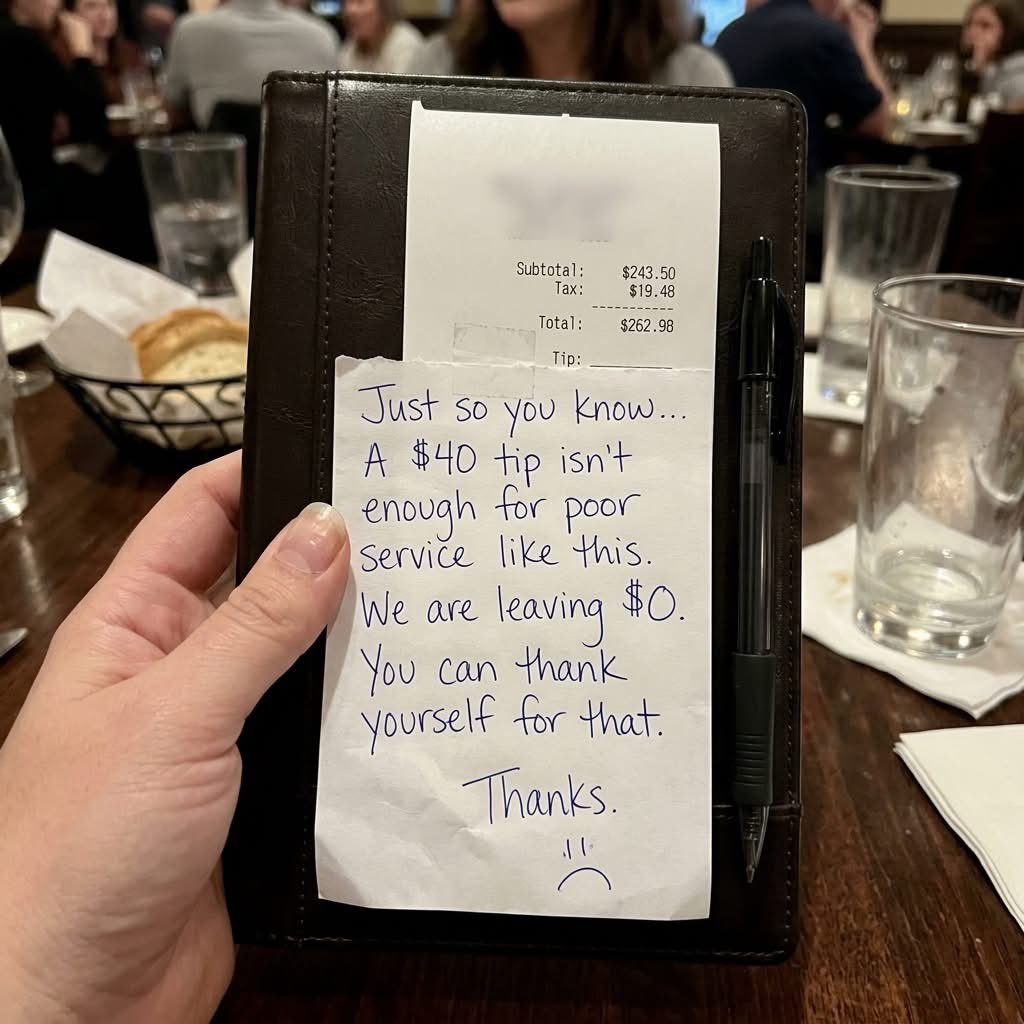 Subtotal: $243.50
Tax: $19.48
Total: $262.98
Tip:
Just so you know...
A $40 tip isn't
enough for poor
service like this.
We are leaving $0.
You can thank
yourself for that.
Thanks.